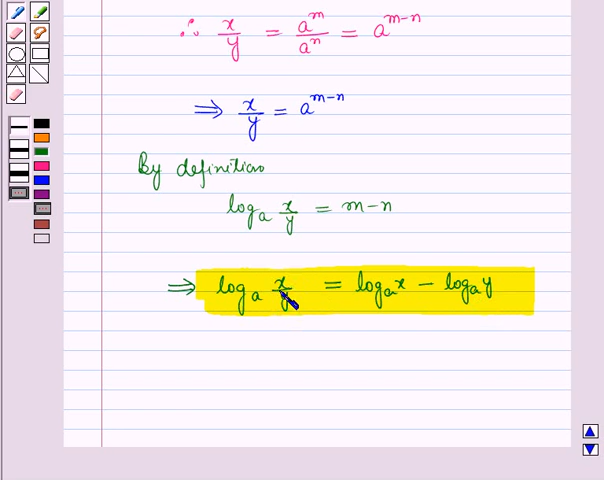 ∴ x/y = a^m/a^n = a^(m-n)
⇒ x/y = a^(m-n)
By definition
log_a x/y = m-n
⇒ log_a x/y = log_a x - log_a y